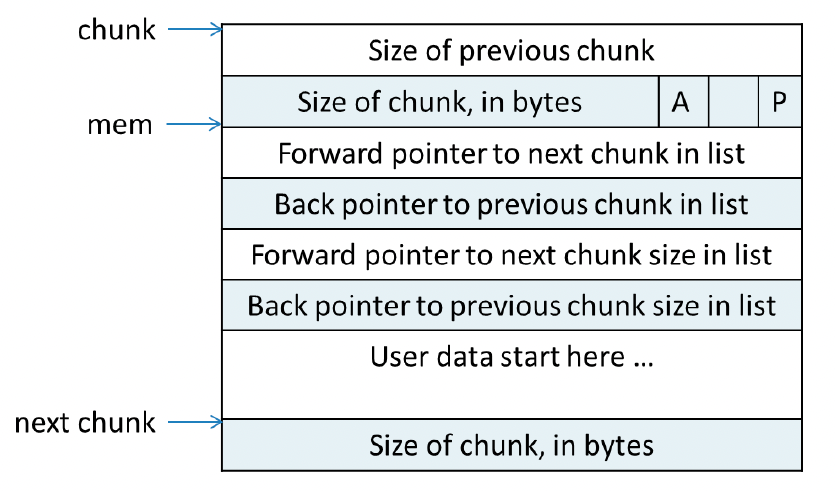 chunk
Size of previous chunk
Size of chunk, in bytes A P
mem
Forward pointer to next chunk in list
Back pointer to previous chunk in list
Forward pointer to next chunk size in list
Back pointer to previous chunk size in list
User data start here ...
next chunk
Size of chunk, in bytes